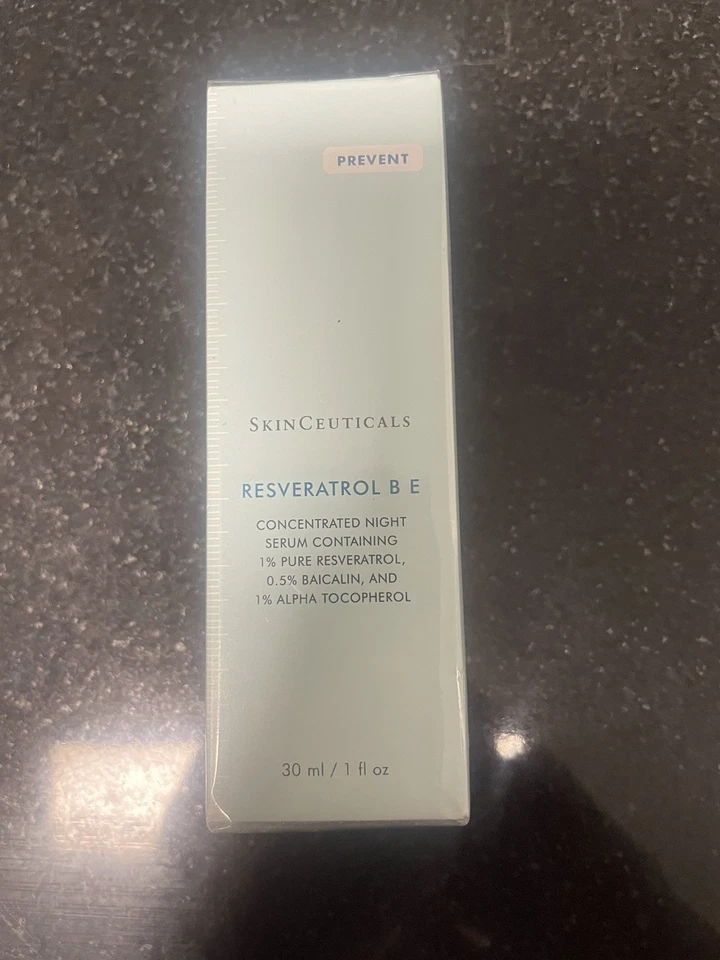 PREVENT
SKINCEUTICALS
RESVERATROL B E
CONCENTRATED NIGHT
SERUM CONTAINING
1% PURE RESVERATROL,
0.5% BAICALIN, AND
1% ALPHA TOCOPHEROL
30 ml / 1 fl oz